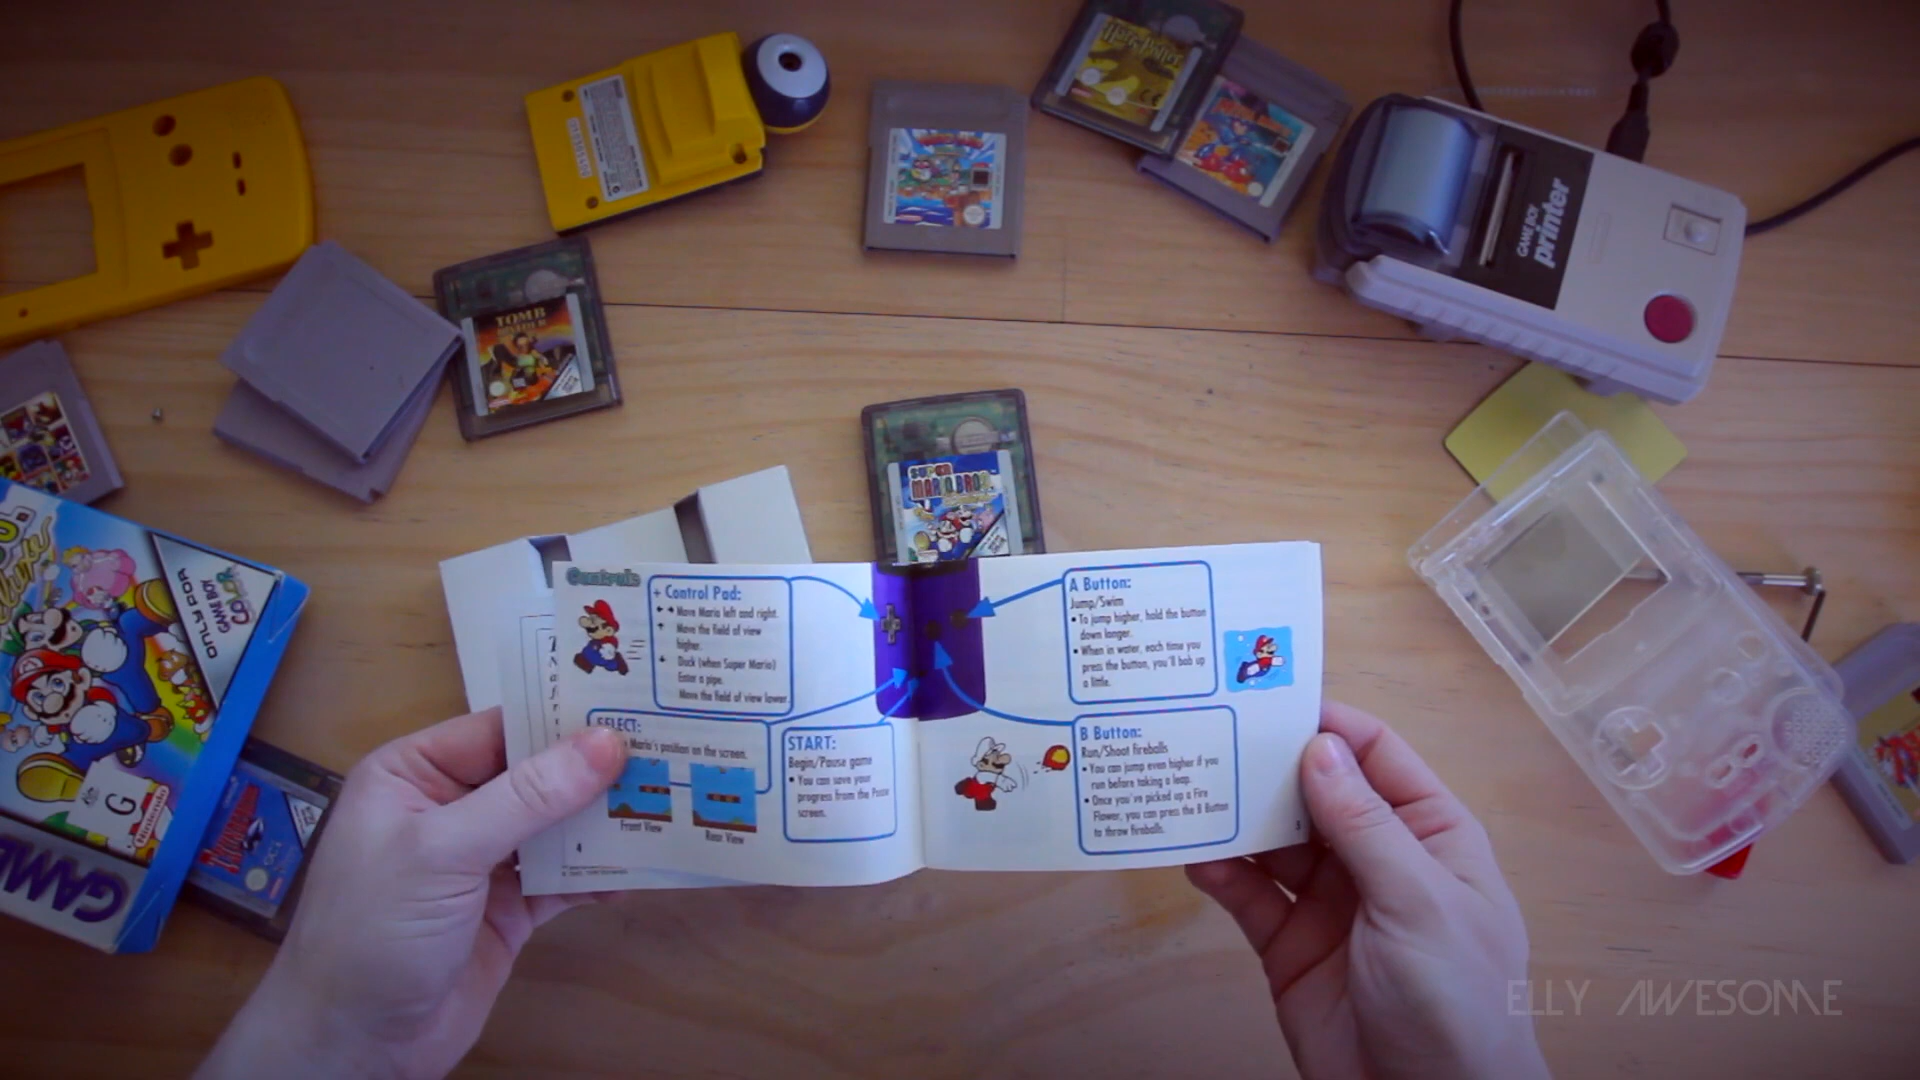 Harry Potter
GAME BOY
printer
TOMB
RAIDER
SUPER
MARIO BROS.
ONLY FOR
GAME BOY
COLOR
G
Nintendo
Controls
+ Control Pad:
Move Mario left and right.
Move the field of view
higher.
Duck (when Super Mario)
Enter a pipe.
Move the field of view lower.
SELECT:
Mario's position on the screen.
Front View
Rear View
4
START:
Begin/Pause game
• You can save your
progress from the Pause
screen.
A Button:
Jump/Swim
• To jump higher, hold the button
down longer.
• When in water, each time you
press the button, you'll bob up
a little.
B Button:
Run/Shoot fireballs
• You can jump even higher if you
run before taking a leap.
• Once you've picked up a Fire
Flower, you can press the B Button
to throw fireballs.
5
GAME
ELLY AWESOME